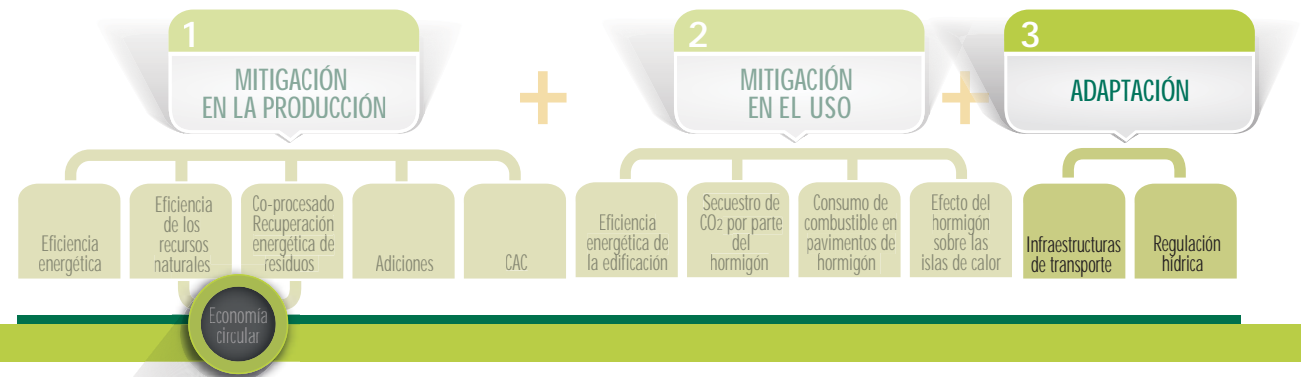 1
MITIGACIÓN
EN LA PRODUCCIÓN
+
2
MITIGACIÓN
EN EL USO
+
3
ADAPTACIÓN
Eficiencia
energética
Eficiencia
de los
recursos
naturales
Co-procesado
Recuperación
energética de
residuos
Adiciones
CAC
Eficiencia
energética de
la edificación
Secuestro de
CO2 por parte
del
hormigón
Consumo de
combustible en
pavimentos de
hormigón
Efecto del
hormigón
sobre las
islas de calor
Infraestructuras
de transporte
Regulación
hídrica
Economía
circular